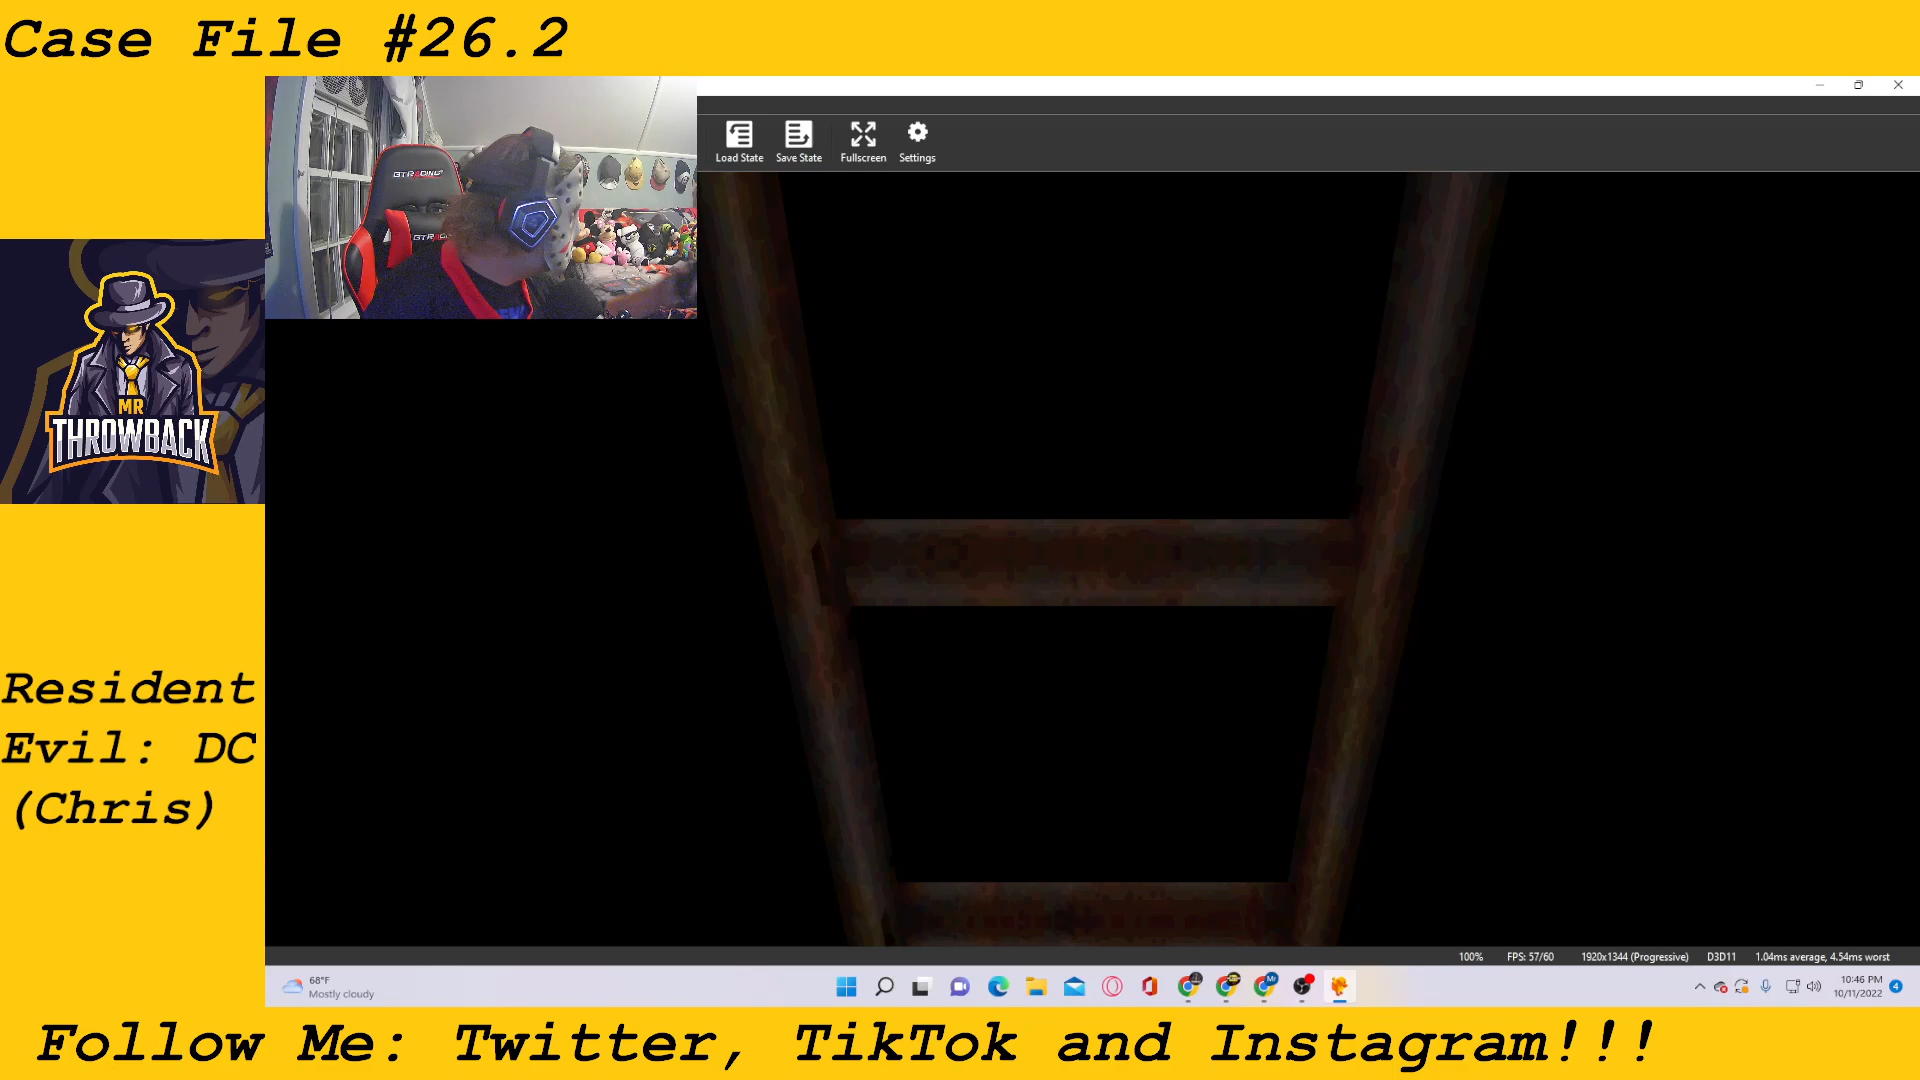 Case File #26.2
Load State
Save State
Fullscreen
Settings
GTRACING
MR
THROWBACK
Resident
Evil: DC
(Chris)
100%
FPS: 57/60
1920x1344 (Progressive)
D3D11
1.04ms average, 4.54ms worst
68°F
Mostly cloudy
10:46 PM
10/11/2022
4
Follow Me: Twitter, TikTok and Instagram!!!